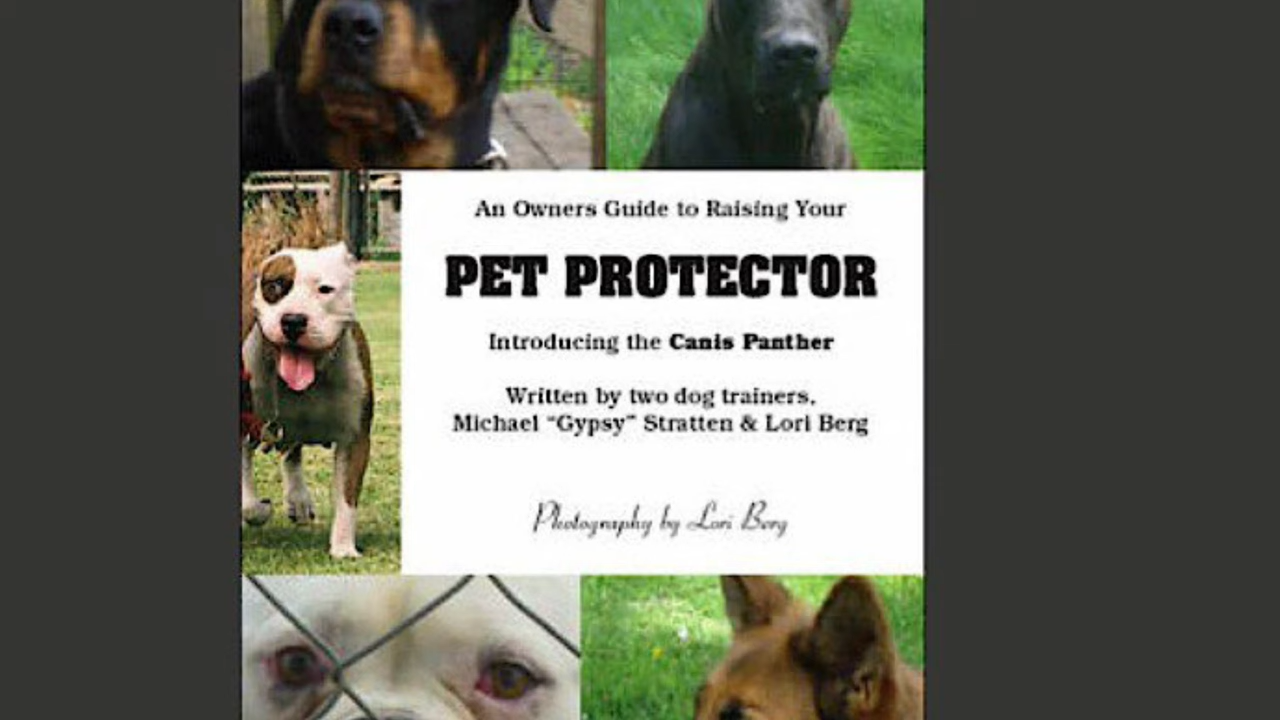 An Owners Guide to Raising Your
PET PROTECTOR
Introducing the Canis Panther
Written by two dog trainers,
Michael “Gypsy” Stratten & Lori Berg
Photography by Lori Berg